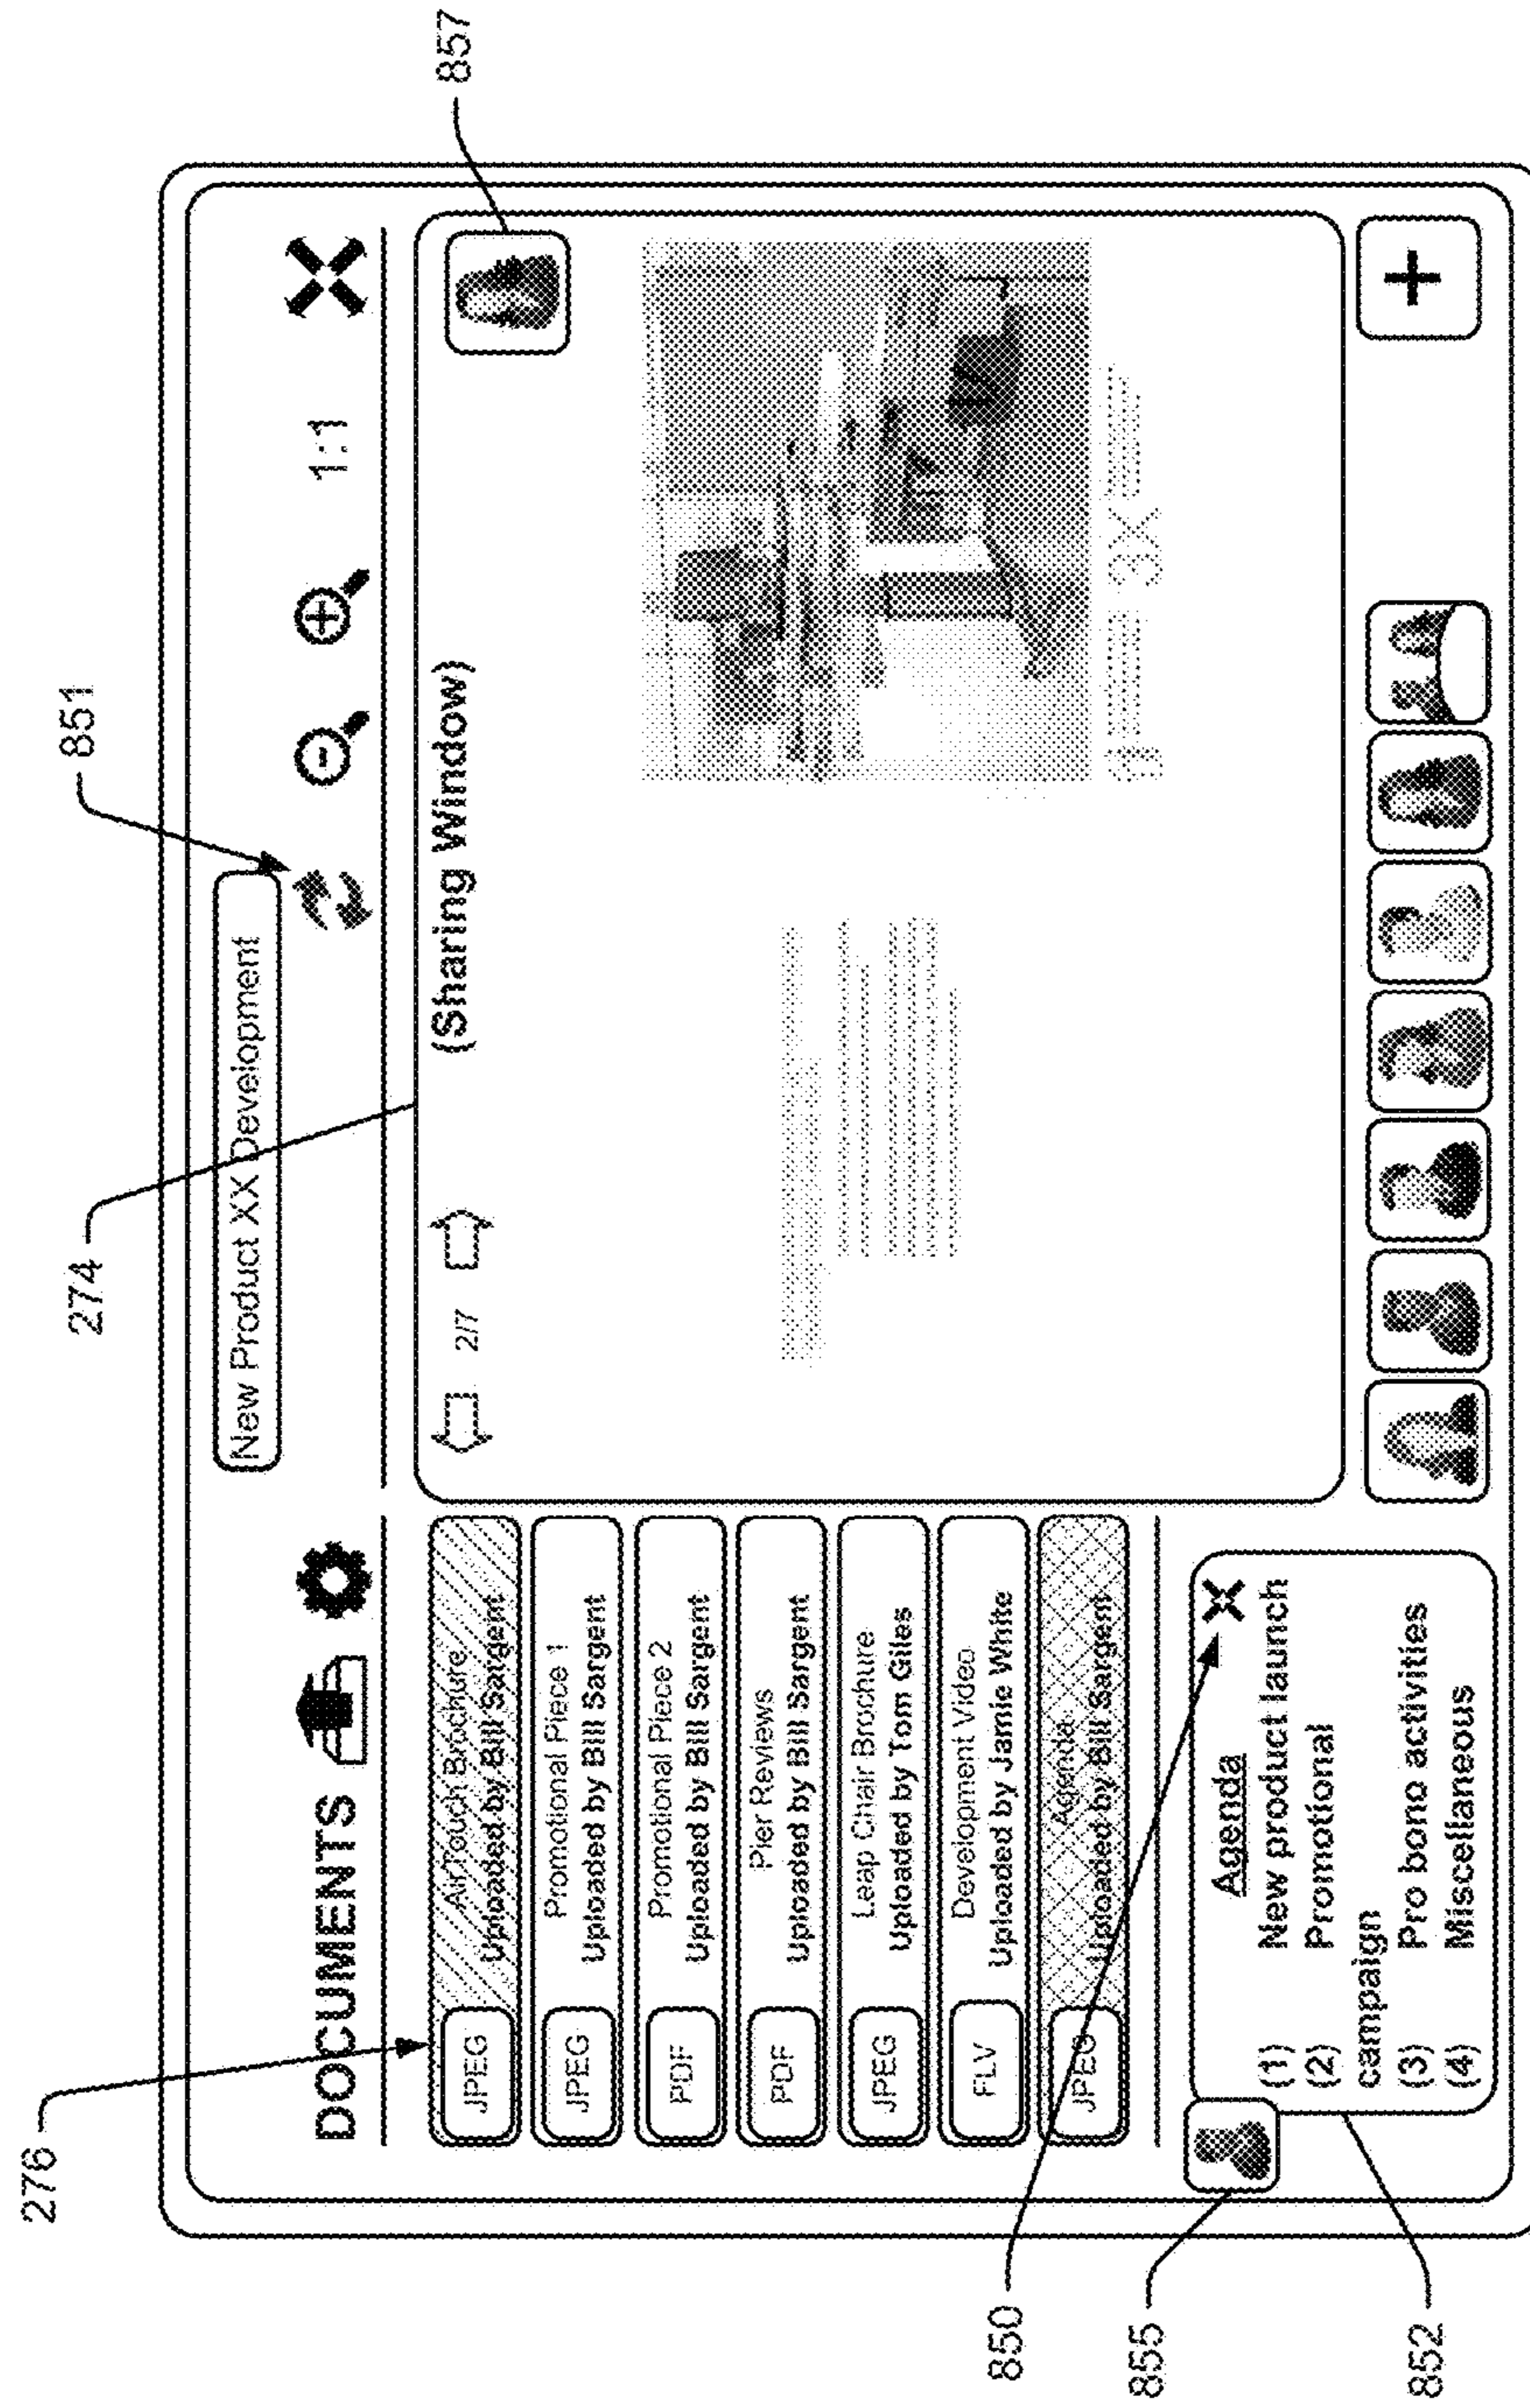 274
851
857
276
New Product XX Development
DOCUMENTS
1:1
2/7
(Sharing Window)
JPEG
Air Touch Brochure
Uploaded by Bill Sargent
JPEG
Promotional Piece 1
Uploaded by Bill Sargent
PDF
Promotional Piece 2
Uploaded by Bill Sargent
PDF
Pier Reviews
Uploaded by Bill Sargent
JPEG
Leap Chair Brochure
Uploaded by Tom Giles
FLV
Development Video
Uploaded by Jamie White
JPEG
Agenda
Uploaded by Bill Sargent
3X
Agenda
(1) New product launch
(2) Promotional
campaign
(3) Pro bono activities
(4) Miscellaneous
850
855
852